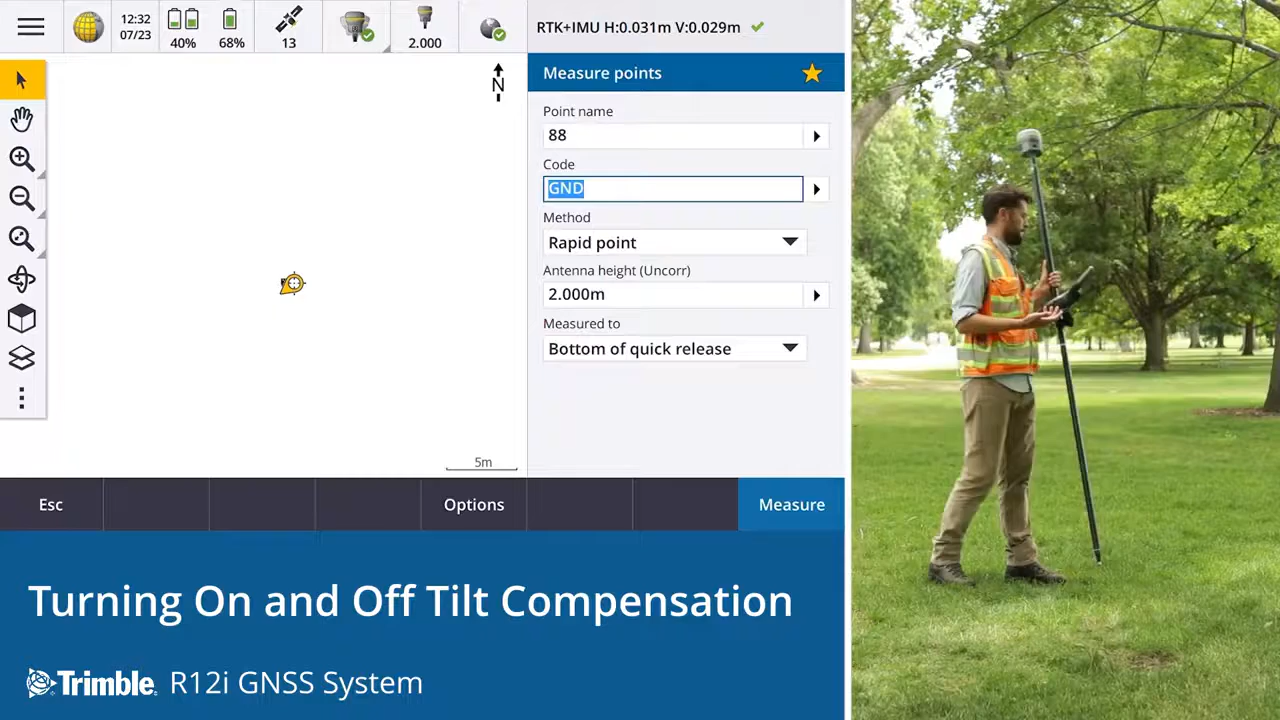 12:32
07/23
40%
68%
13
2.000
RTK+IMU H:0.031m V:0.029m
N
Measure points
Point name
88
Code
GND
Method
Rapid point
Antenna height (Uncorr)
2.000m
Measured to
Bottom of quick release
5m
Esc
Options
Measure
Turning On and Off Tilt Compensation
Trimble. R12i GNSS System